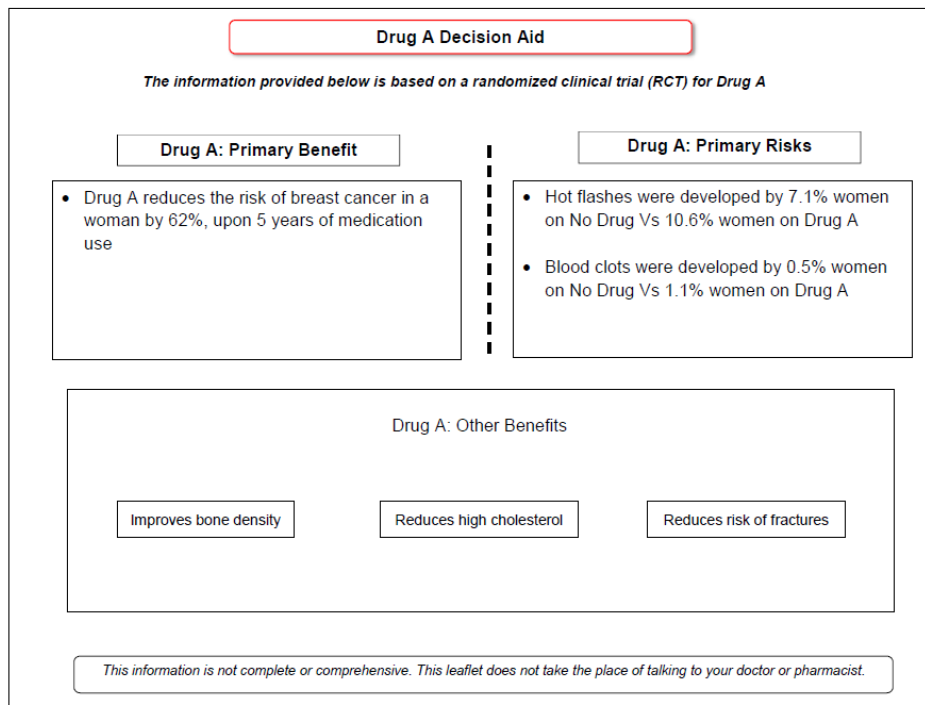 Drug A Decision Aid
The information provided below is based on a randomized clinical trial (RCT) for Drug A
Drug A: Primary Benefit
• Drug A reduces the risk of breast cancer in a
woman by 62%, upon 5 years of medication
use
Drug A: Primary Risks
• Hot flashes were developed by 7.1% women
on No Drug Vs 10.6% women on Drug A
• Blood clots were developed by 0.5% women
on No Drug Vs 1.1% women on Drug A
Drug A: Other Benefits
Improves bone density
Reduces high cholesterol
Reduces risk of fractures
This information is not complete or comprehensive. This leaflet does not take the place of talking to your doctor or pharmacist.